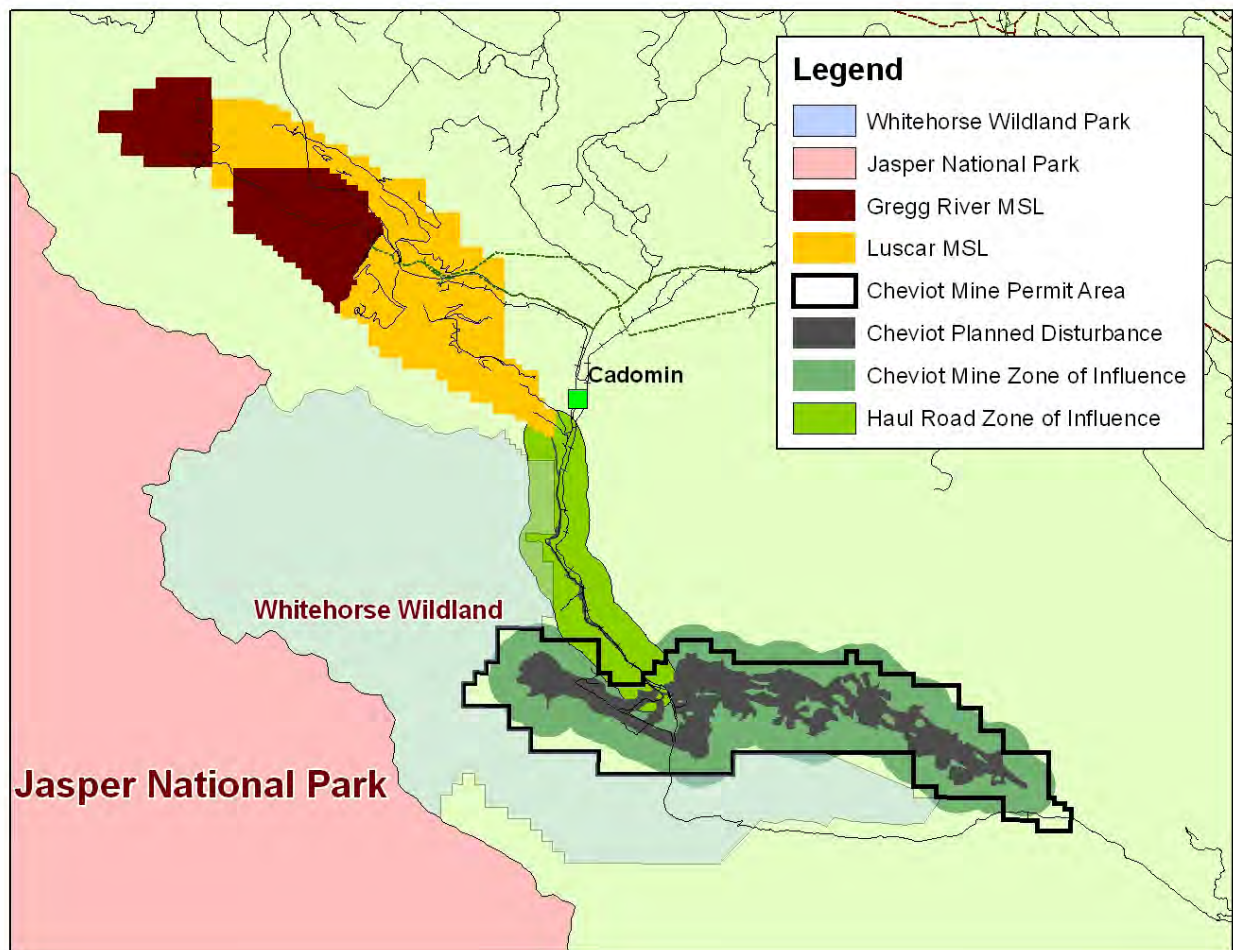 Legend
Whitehorse Wildland Park
Jasper National Park
Gregg River MSL
Luscar MSL
Cheviot Mine Permit Area
Cheviot Planned Disturbance
Cheviot Mine Zone of Influence
Haul Road Zone of Influence
Cadomin
Whitehorse Wildland
Jasper National Park